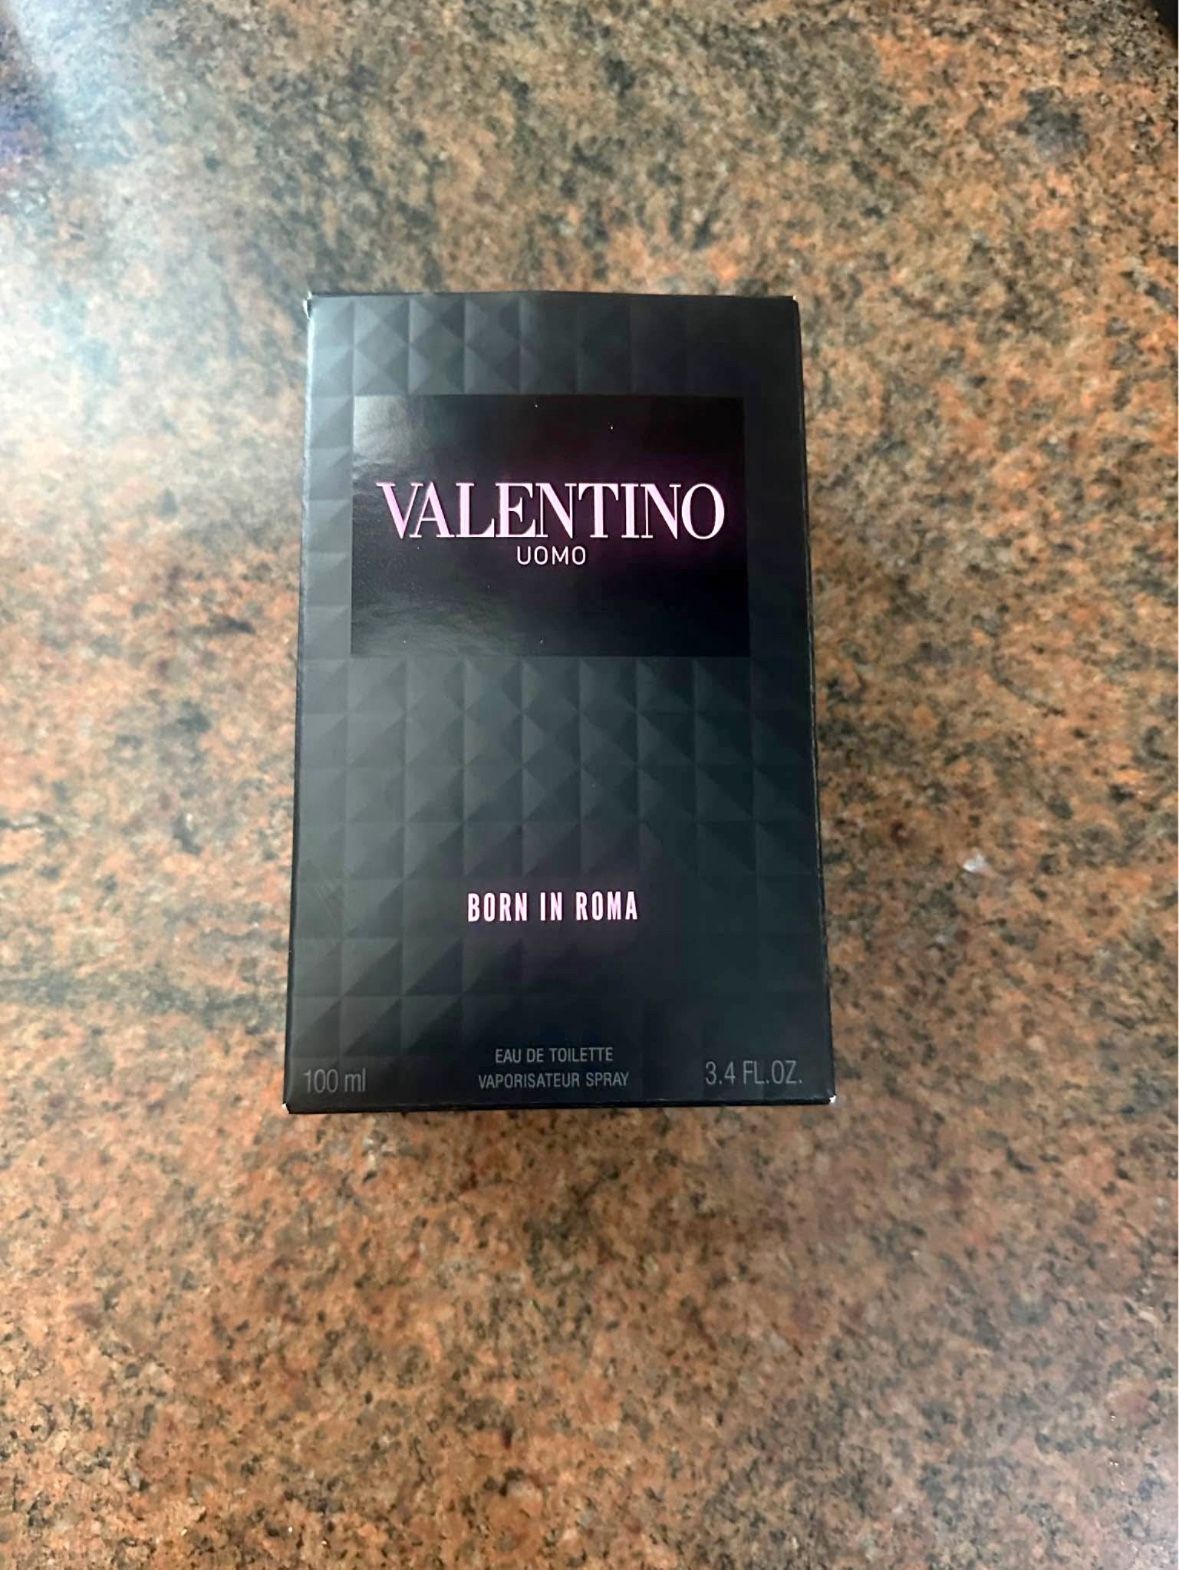 VALENTINO
UOMO
BORN IN ROMA
EAU DE TOILETTE
100 ml VAPORISATEUR SPRAY 3.4 FL.OZ.